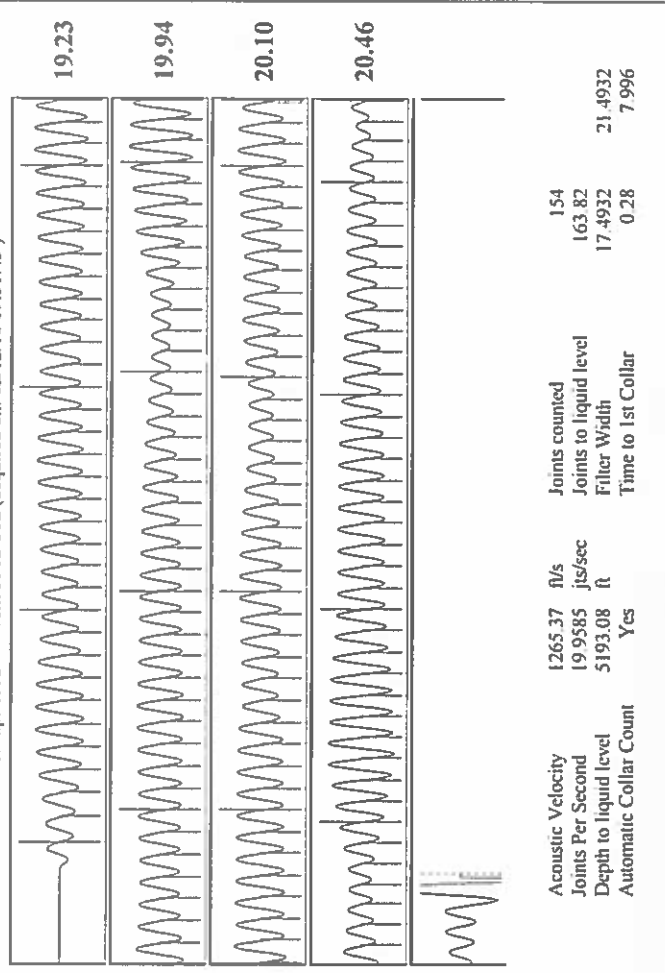 19.23
19.94
20.10
20.46
Acoustic Velocity 1265.37 ft/s Joints counted 154
Joints Per Second 19.9585 jts/sec Joints to liquid level 163.82
Depth to liquid level 5193.08 ft Filter Width 17.4932 21.4932
Automatic Collar Count Yes Time to 1st Collar 0.28 7.996